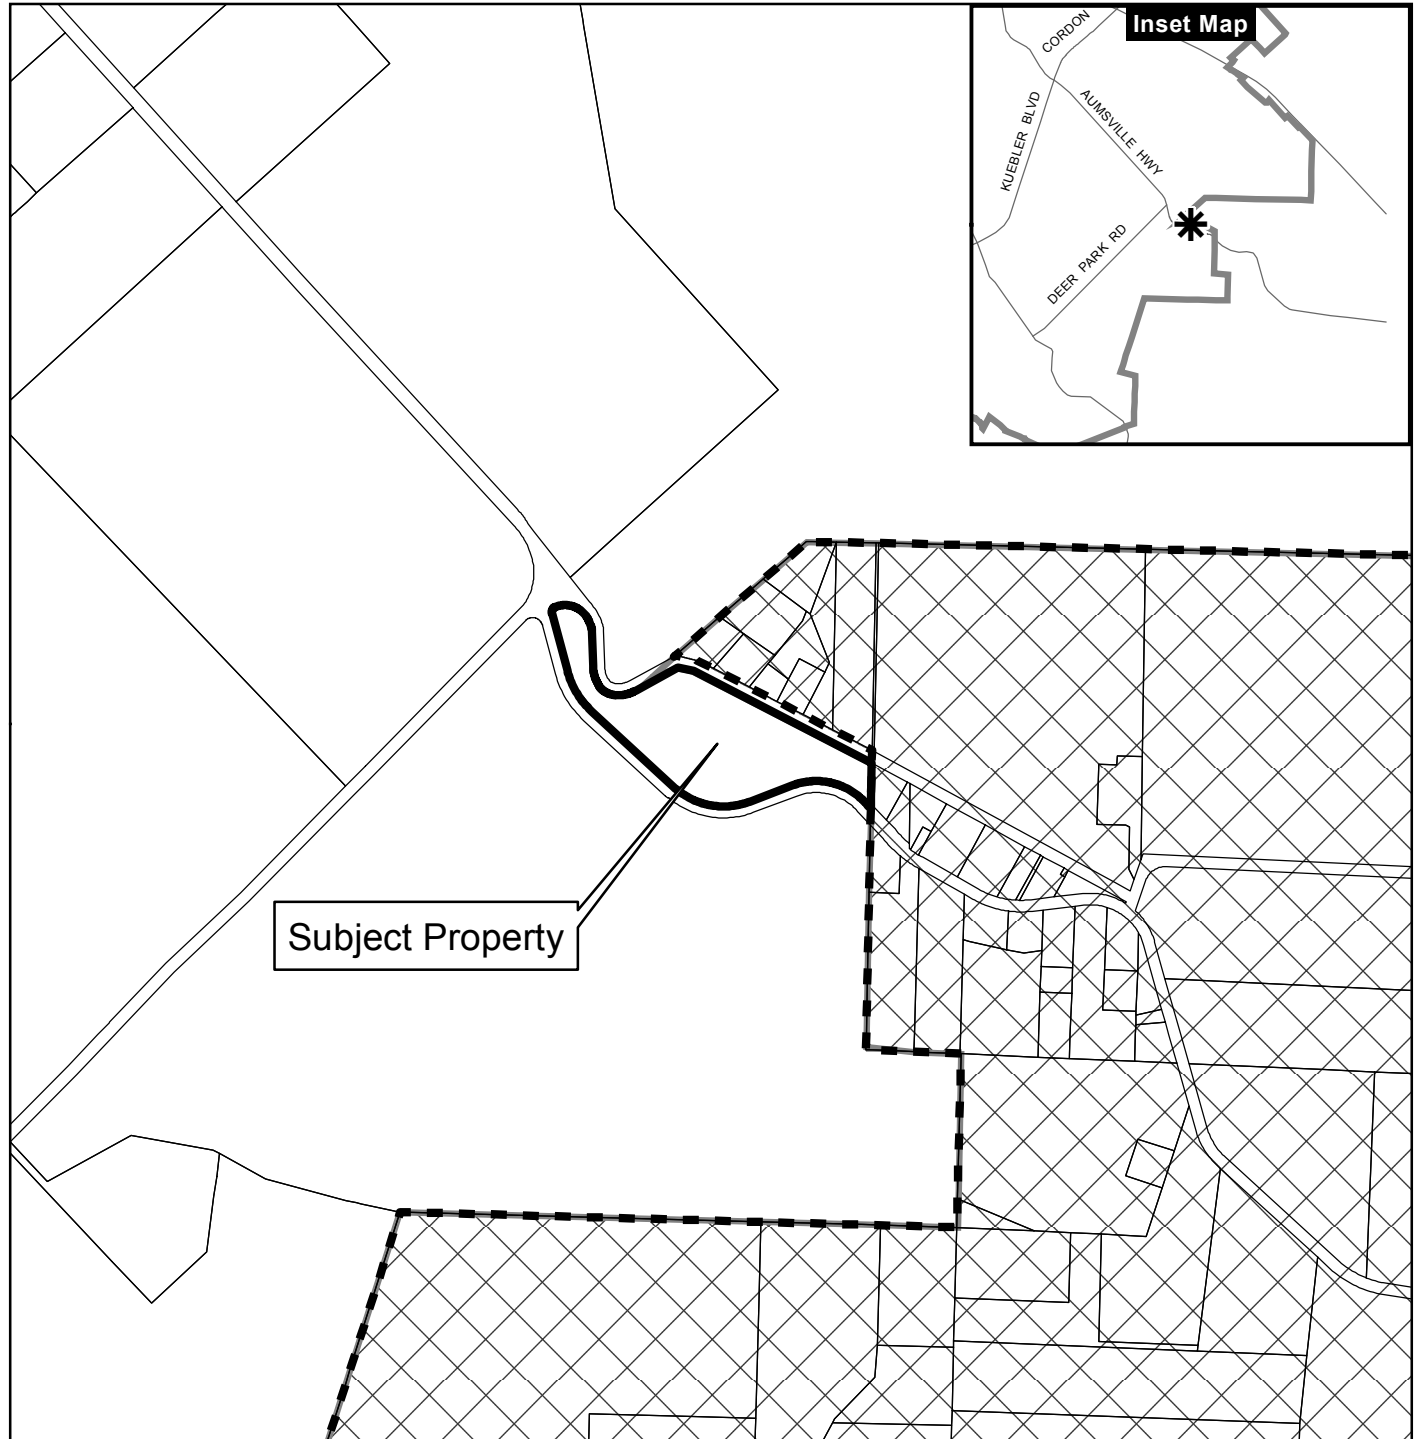 Inset Map
CORDON
KUEBLER BLVD
AUMSVILLE HWY
DEER PARK RD
Subject Property